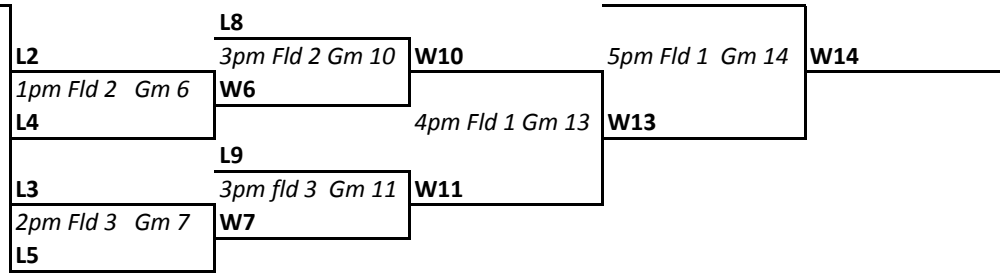 L8
L2 3pm Fld 2 Gm 10 W10 5pm Fld 1 Gm 14 W14
1pm Fld 2 Gm 6 W6
L4 4pm Fld 1 Gm 13 W13
L9
L3 3pm fld 3 Gm 11 W11
2pm Fld 3 Gm 7 W7
L5